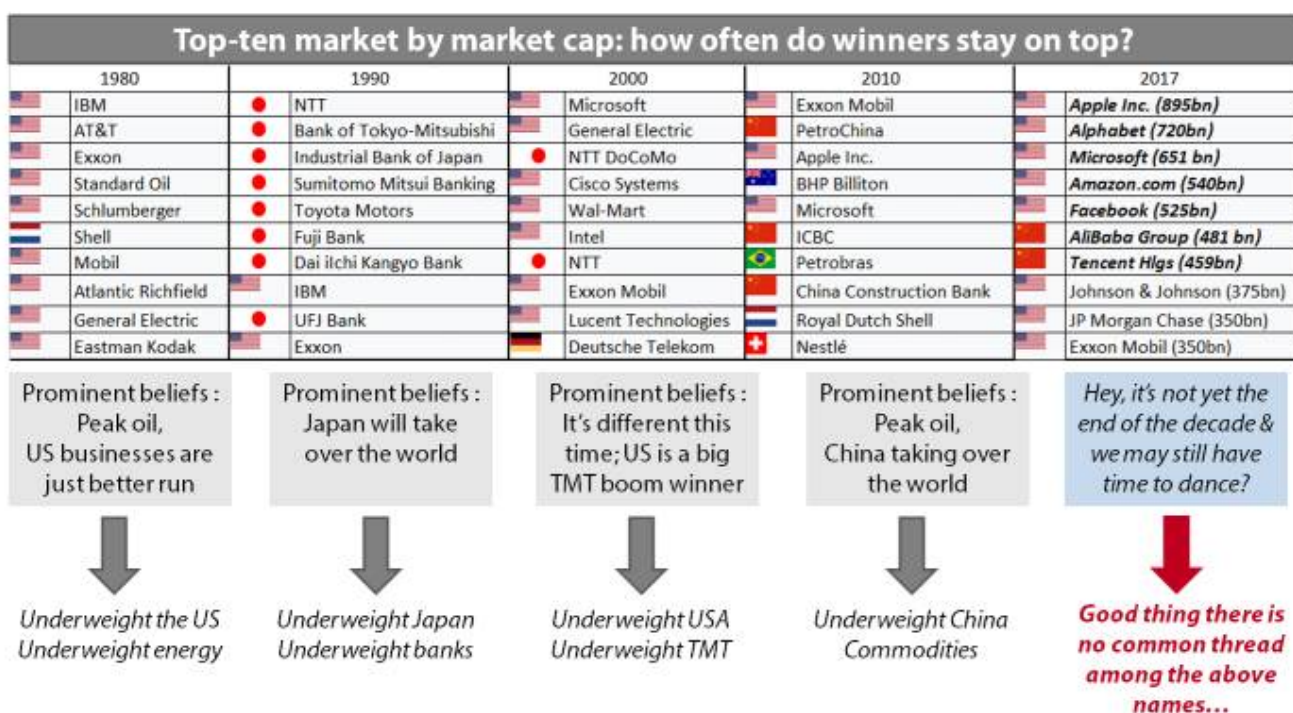 Top-ten market by market cap: how often do winners stay on top?
1980 1990 2000 2010 2017
IBM NTT Microsoft Exxon Mobil Apple Inc. (895bn)
AT&T Bank of Tokyo-Mitsubishi General Electric PetroChina Alphabet (720bn)
Exxon Industrial Bank of Japan NTT DoCoMo Apple Inc. Microsoft (651 bn)
Standard Oil Sumitomo Mitsui Banking Cisco Systems BHP Billiton Amazon.com (540bn)
Schlumberger Toyota Motors Wal-Mart Microsoft Facebook (525bn)
Shell Fuji Bank Intel ICBC AliBaba Group (481 bn)
Mobil Dai iIchi Kangyo Bank NTT Petrobras Tencent Hlgs (459bn)
Atlantic Richfield IBM Exxon Mobil China Construction Bank Johnson & Johnson (375bn)
General Electric UFJ Bank Lucent Technologies Royal Dutch Shell JP Morgan Chase (350bn)
Eastman Kodak Exxon Deutsche Telekom Nestlé Exxon Mobil (350bn)
Prominent beliefs :
Peak oil,
US businesses are
just better run
Prominent beliefs :
Japan will take
over the world
Prominent beliefs :
It's different this
time; US is a big
TMT boom winner
Prominent beliefs :
Peak oil,
China taking over
the world
Hey, it's not yet the
end of the decade &
we may still have
time to dance?
Underweight the US
Underweight energy
Underweight Japan
Underweight banks
Underweight USA
Underweight TMT
Underweight China
Commodities
Good thing there is
no common thread
among the above
names...